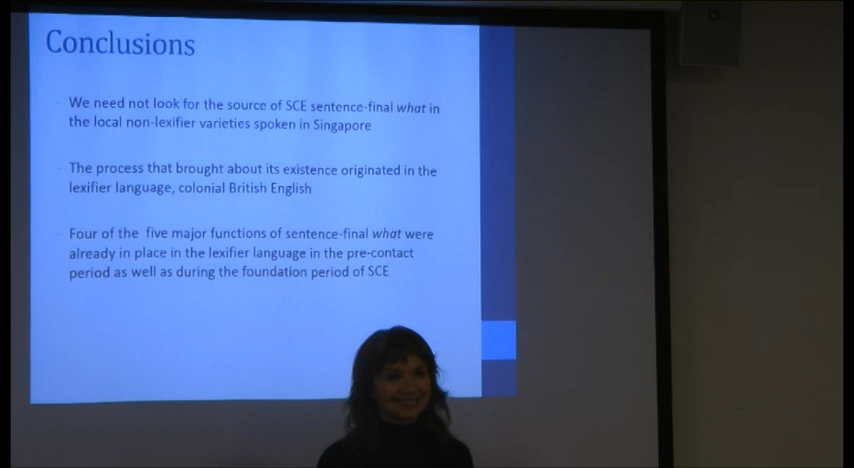 Conclusions
We need not look for the source of SCE sentence-final what in
the local non-lexifier varieties spoken in Singapore
The process that brought about its existence originated in the
lexifier language, colonial British English
Four of the five major functions of sentence-final what were
already in place in the lexifier language in the pre-contact
period as well as during the foundation period of SCE